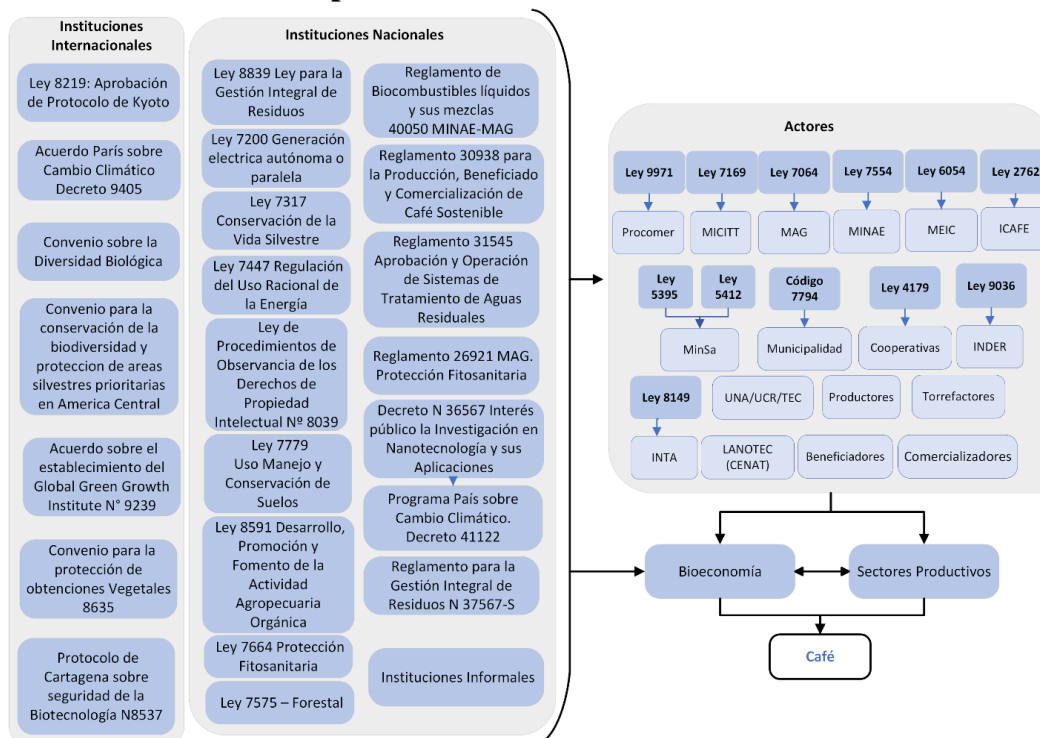 Instituciones
Internacionales
Ley 8219: Aprobación
de Protocolo de Kyoto
Acuerdo París sobre
Cambio Climático
Decreto 9405
Convenio sobre la
Diversidad Biológica
Convenio para la
conservación de la
biodiversidad y
proteccion de areas
silvestres prioritarias
en America Central
Acuerdo sobre el
establecimiento del
Global Green Growth
Institute N° 9239
Convenio para la
protección de
obtenciones Vegetales
8635
Protocolo de
Cartagena sobre
seguridad de la
Biotecnología N8537
Instituciones Nacionales
Ley 8839 Ley para la
Gestión Integral de
Residuos
Ley 7200 Generación
electrica autónoma o
paralela
Ley 7317
Conservación de la
Vida Silvestre
Ley 7447 Regulación
del Uso Racional de
la Energía
Ley de
Procedimientos de
Observancia de los
Derechos de
Propiedad
Intelectual Nº 8039
Ley 7779
Uso Manejo y
Conservación de
Suelos
Ley 8591 Desarrollo,
Promoción y
Fomento de la
Actividad
Agropecuaria
Orgánica
Ley 7664 Protección
Fitosanitaria
Ley 7575 – Forestal
Reglamento de
Biocombustibles líquidos
y sus mezclas
40050 MINAE-MAG
Reglamento 30938 para
la Producción, Beneficiado
y Comercialización de
Café Sostenible
Reglamento 31545
Aprobación y Operación
de Sistemas de
Tratamiento de Aguas
Residuales
Reglamento 26921 MAG.
Protección Fitosanitaria
Decreto N 36567 Interés
público la Investigación en
Nanotecnología y sus
Aplicaciones
Programa País sobre
Cambio Climático.
Decreto 41122
Reglamento para la
Gestión Integral de
Residuos N 37567-S
Instituciones Informales
Actores
Ley 9971
Ley 7169
Ley 7064
Ley 7554
Ley 6054
Ley 2762
Procomer
MICITT
MAG
MINAE
MEIC
ICAFE
Ley
5395
Ley
5412
Código
7794
Ley 4179
Ley 9036
MinSa
Municipalidad
Cooperativas
INDER
Ley 8149
UNA/UCR/TEC
Productores
Torrefactores
INTA
LANOTEC
(CENAT)
Beneficiadores
Comercializadores
Bioeconomía
Sectores Productivos
Café